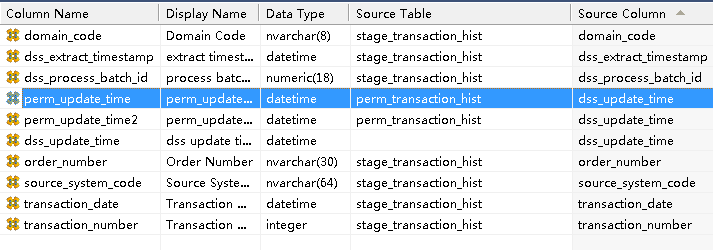 Column Name Display Name Data Type Source Table Source Column
domain_code Domain Code nvarchar(8) stage_transaction_hist domain_code
dss_extract_timestamp extract timest... datetime stage_transaction_hist dss_extract_timestamp
dss_process_batch_id process batc... numeric(18) stage_transaction_hist dss_process_batch_id
perm_update_time perm_update... datetime perm_transaction_hist dss_update_time
perm_update_time2 perm_update... datetime perm_transaction_hist dss_update_time
dss_update_time dss update ti... datetime
order_number Order Number nvarchar(30) stage_transaction_hist order_number
source_system_code Source Syste... nvarchar(64) stage_transaction_hist source_system_code
transaction_date Transaction ... datetime stage_transaction_hist transaction_date
transaction_number Transaction ... integer stage_transaction_hist transaction_number